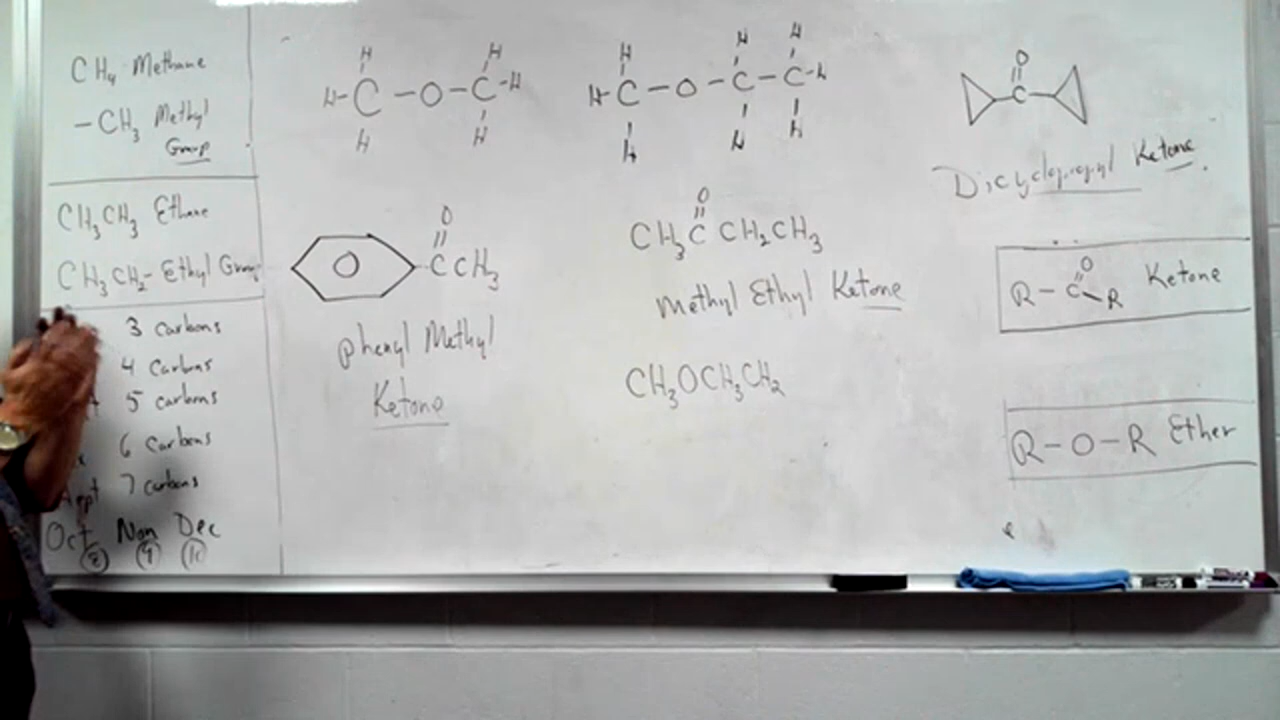 CH4 Methane
-CH3 Methyl
Group
CH3CH3 Ethane
CH3CH2- Ethyl Group
3 carbons
4 Carbons
5 carbons
6 Carbons
7 carbons
Oct Non Dec
(8) (9) (10)
H H
H-C-O-C-H
H H
H H H
H-C-O-C-C-H
H H H
O
CCH3
phenyl Methyl
Ketone
O
CH3C CH2CH3
Methyl Ethyl Ketone
CH3OCH3CH2
O
C
Dicyclopropyl Ketone.
O
R-C-R Ketone
R-O-R Ether